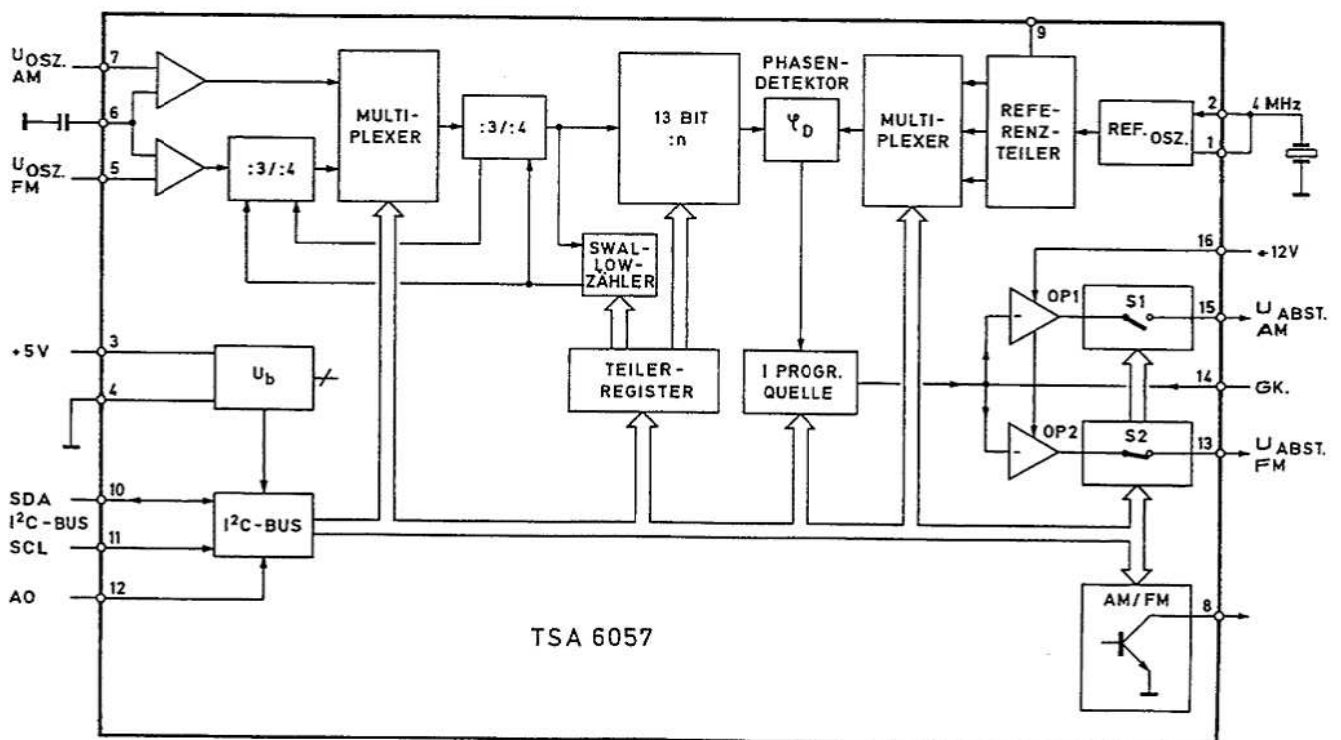 U OSZ. AM
7
6
U OSZ. FM
5
:3/:4
MULTI-
PLEXER
:3/:4
13 BIT
:n
PHASEN-
DETEKTOR
φD
MULTI-
PLEXER
9
REFE-
RENZ-
TEILER
REF. OSZ.
2
1
4 MHz
SWAL-
LOW-
ZÄHLER
+5V
3
4
Ub
TEILER-
REGISTER
I PROGR.
QUELLE
16
+12V
OP1
S1
15
U ABST.
AM
14
GK.
OP2
S2
13
U ABST.
FM
SDA
10
I²C-BUS
SCL
11
I²C-BUS
A0
12
AM/FM
8
TSA 6057